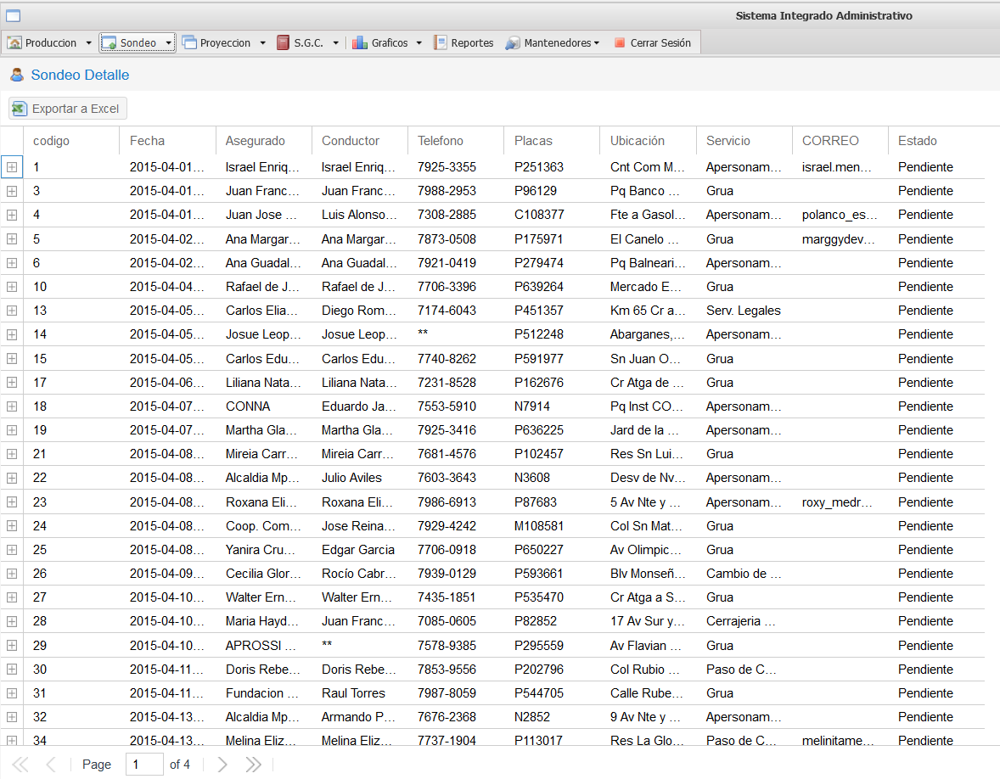 Sistema Integrado Administrativo
Produccion Sondeo Proyeccion S.G.C. Graficos Reportes Mantenedores Cerrar Sesión
Sondeo Detalle
Exportar a Excel
codigo Fecha Asegurado Conductor Telefono Placas Ubicación Servicio CORREO Estado
1 2015-04-01... Israel Enriq... Israel Enriq... 7925-3355 P251363 Cnt Com M... Apersonam... israel.men... Pendiente
3 2015-04-01... Juan Franc... Juan Franc... 7988-2953 P96129 Pq Banco ... Grua Pendiente
4 2015-04-01... Juan Jose ... Luis Alonso... 7308-2885 C108377 Fte a Gasol... Apersonam... polanco_es... Pendiente
5 2015-04-02... Ana Margar... Ana Margar... 7873-0508 P175971 El Canelo ... Grua marggydev... Pendiente
6 2015-04-02... Ana Guadal... Ana Guadal... 7921-0419 P279474 Pq Balneari... Apersonam... Pendiente
10 2015-04-04... Rafael de J... Rafael de J... 7706-3396 P639264 Mercado E... Grua Pendiente
13 2015-04-05... Carlos Elia... Diego Rom... 7174-6043 P451357 Km 65 Cr a... Serv. Legales Pendiente
14 2015-04-05... Josue Leop... Josue Leop... ** P512248 Abarganes,... Apersonam... Pendiente
15 2015-04-05... Carlos Edu... Carlos Edu... 7740-8262 P591977 Sn Juan O... Grua Pendiente
17 2015-04-06... Liliana Nata... Liliana Nata... 7231-8528 P162676 Cr Atga de ... Grua Pendiente
18 2015-04-07... CONNA Eduardo Ja... 7553-5910 N7914 Pq Inst CO... Apersonam... Pendiente
19 2015-04-07... Martha Gla... Martha Gla... 7925-3416 P636225 Jard de la ... Apersonam... Pendiente
21 2015-04-08... Mireia Carr... Mireia Carr... 7681-4576 P102457 Res Sn Lui... Grua Pendiente
22 2015-04-08... Alcaldia Mp... Julio Aviles 7603-3643 N3608 Desv de Nv... Apersonam... Pendiente
23 2015-04-08... Roxana Eli... Roxana Eli... 7986-6913 P87683 5 Av Nte y ... Apersonam... roxy_medr... Pendiente
24 2015-04-08... Coop. Com... Jose Reina... 7929-4242 M108581 Col Sn Mat... Grua Pendiente
25 2015-04-08... Yanira Cru... Edgar Garcia 7706-0918 P650227 Av Olimpic... Grua Pendiente
26 2015-04-09... Cecilia Glor... Rocío Cabr... 7939-0129 P593661 Blv Monseñ... Cambio de ... Pendiente
27 2015-04-10... Walter Ern... Walter Ern... 7435-1851 P535470 Cr Atga a S... Grua Pendiente
28 2015-04-10... Maria Hayd... Juan Franc... 7085-0605 P82852 17 Av Sur y... Cerrajeria ... Pendiente
29 2015-04-10... APROSSI ... ** 7578-9385 P295559 Av Flavian ... Grua Pendiente
30 2015-04-11... Doris Rebe... Doris Rebe... 7853-9556 P202796 Col Rubio ... Paso de C... Pendiente
31 2015-04-11... Fundacion ... Raul Torres 7987-8059 P544705 Calle Rube... Grua Pendiente
32 2015-04-13... Alcaldia Mp... Armando P... 7676-2368 N2852 9 Av Nte y ... Apersonam... Pendiente
34 2015-04-13... Melina Eliz... Melina Eliz... 7737-1904 P113017 Res La Glo... Paso de C... melinitame... Pendiente
Page 1 of 4